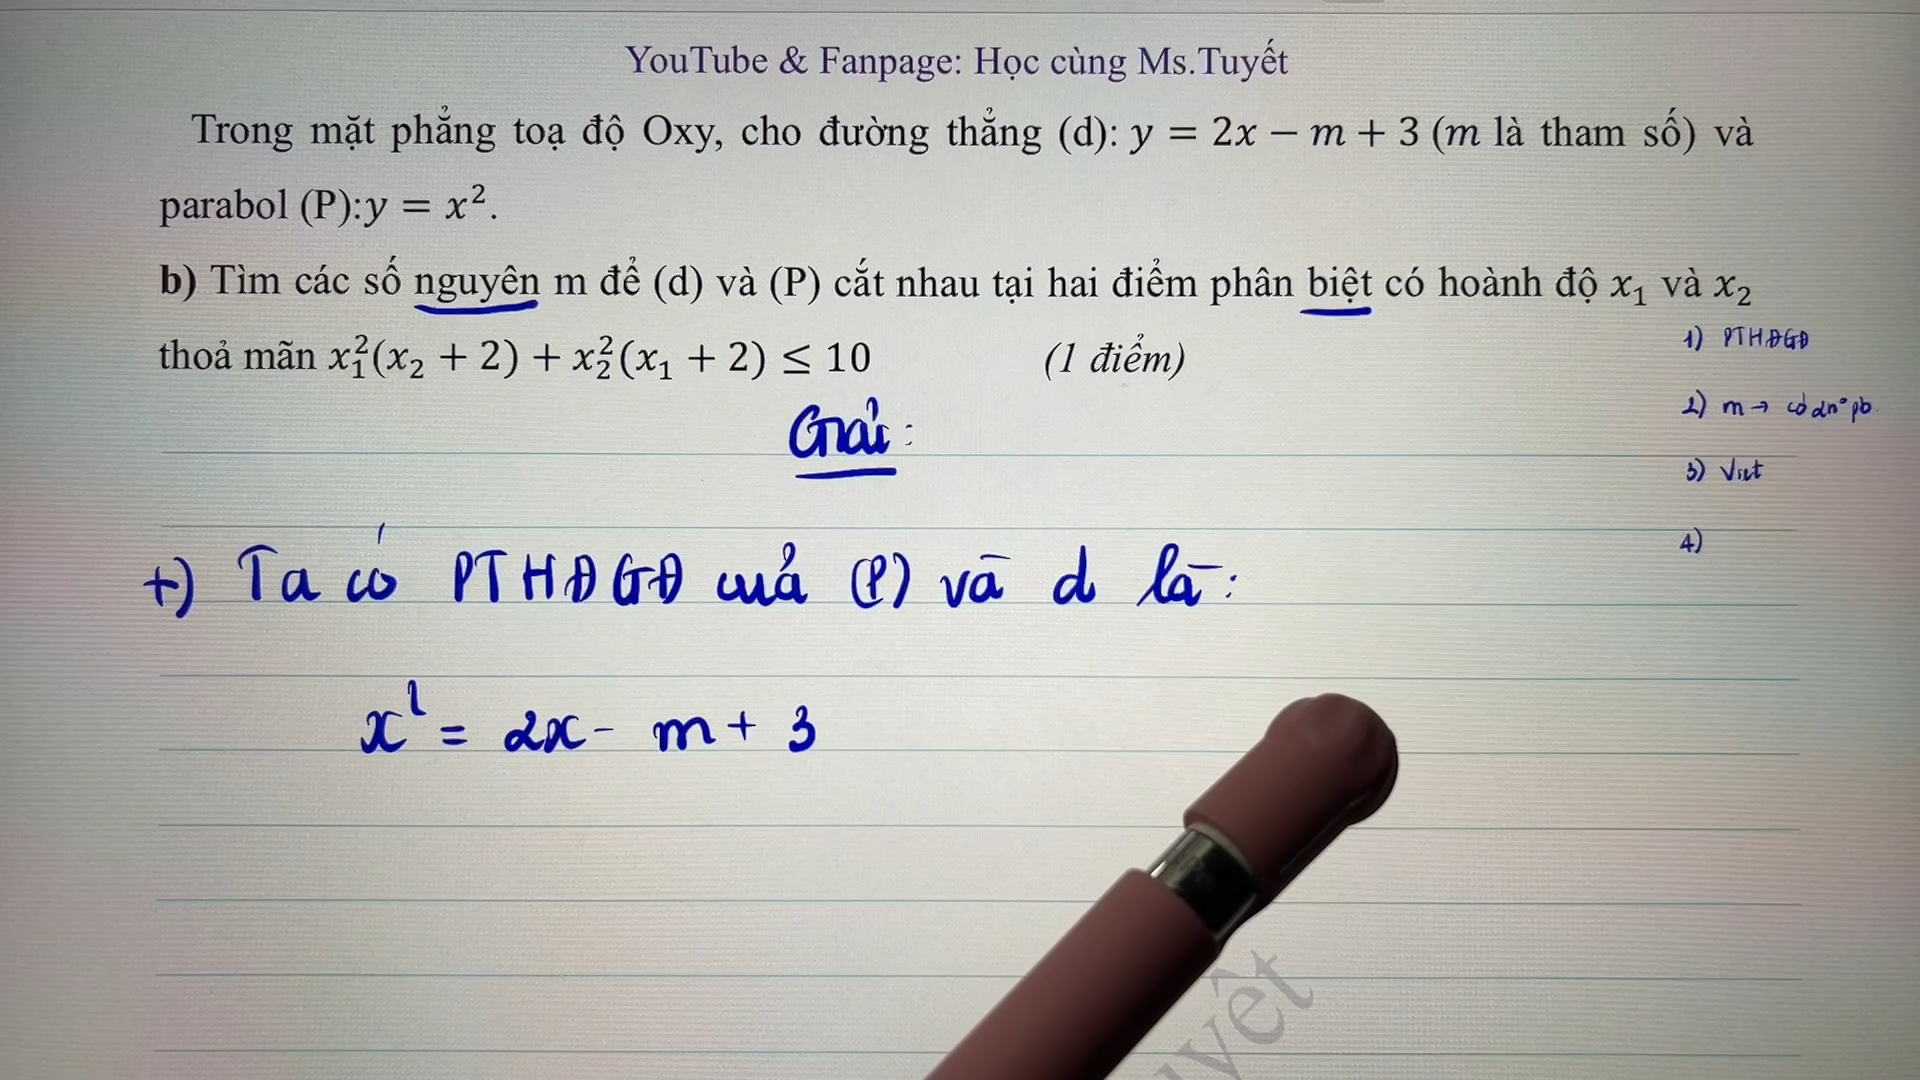 YouTube & Fanpage: Học cùng Ms.Tuyết
Trong mặt phẳng toạ độ Oxy, cho đường thẳng (d): y = 2x − m + 3 (m là tham số) và
parabol (P):y = x².
b) Tìm các số nguyên m để (d) và (P) cắt nhau tại hai điểm phân biệt có hoành độ x₁ và x₂
thoả mãn x₁²(x₂ + 2) + x₂²(x₁ + 2) ≤ 10 (1 điểm)
1) PTHĐGĐ
2) m → có 2n° pb.
3) Viet
4)
Giải:
+) Ta có PTHĐGĐ của (P) và d là:
x² = 2x - m + 3
yết